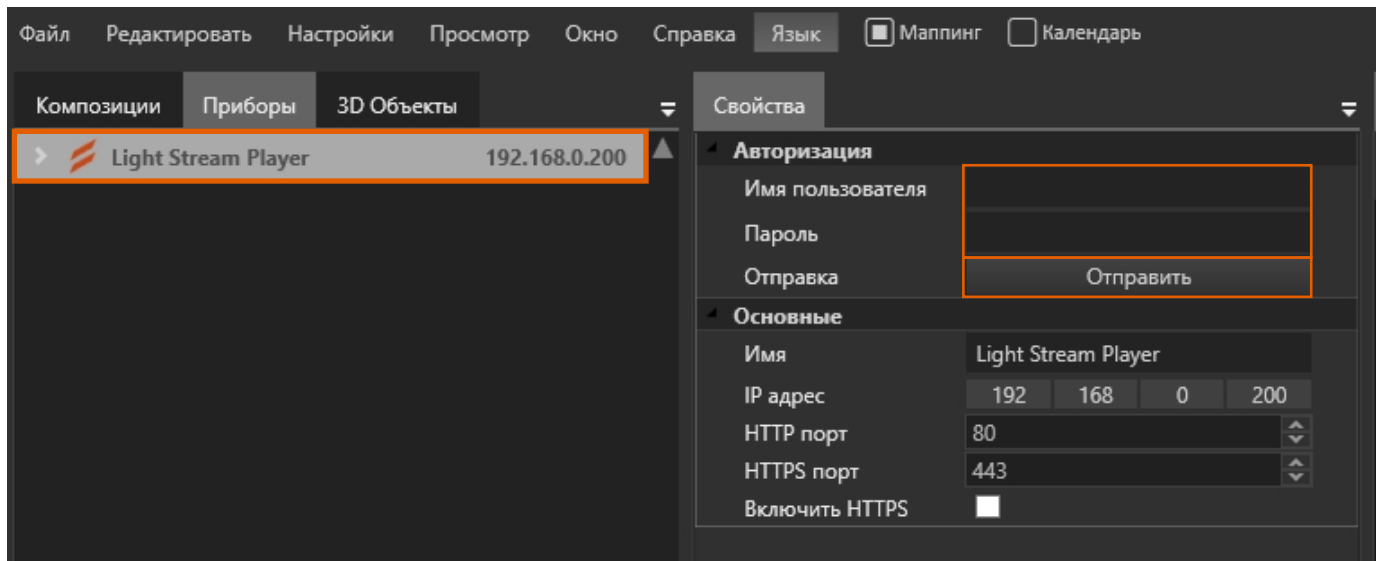 Файл Редактировать Настройки Просмотр Окно Справка Язык Маппинг Календарь
Композиции Приборы 3D Объекты
Light Stream Player 192.168.0.200
Свойства
Авторизация
Имя пользователя
Пароль
Отправка Отправить
Основные
Имя Light Stream Player
IP адрес 192 168 0 200
HTTP порт 80
HTTPS порт 443
Включить HTTPS